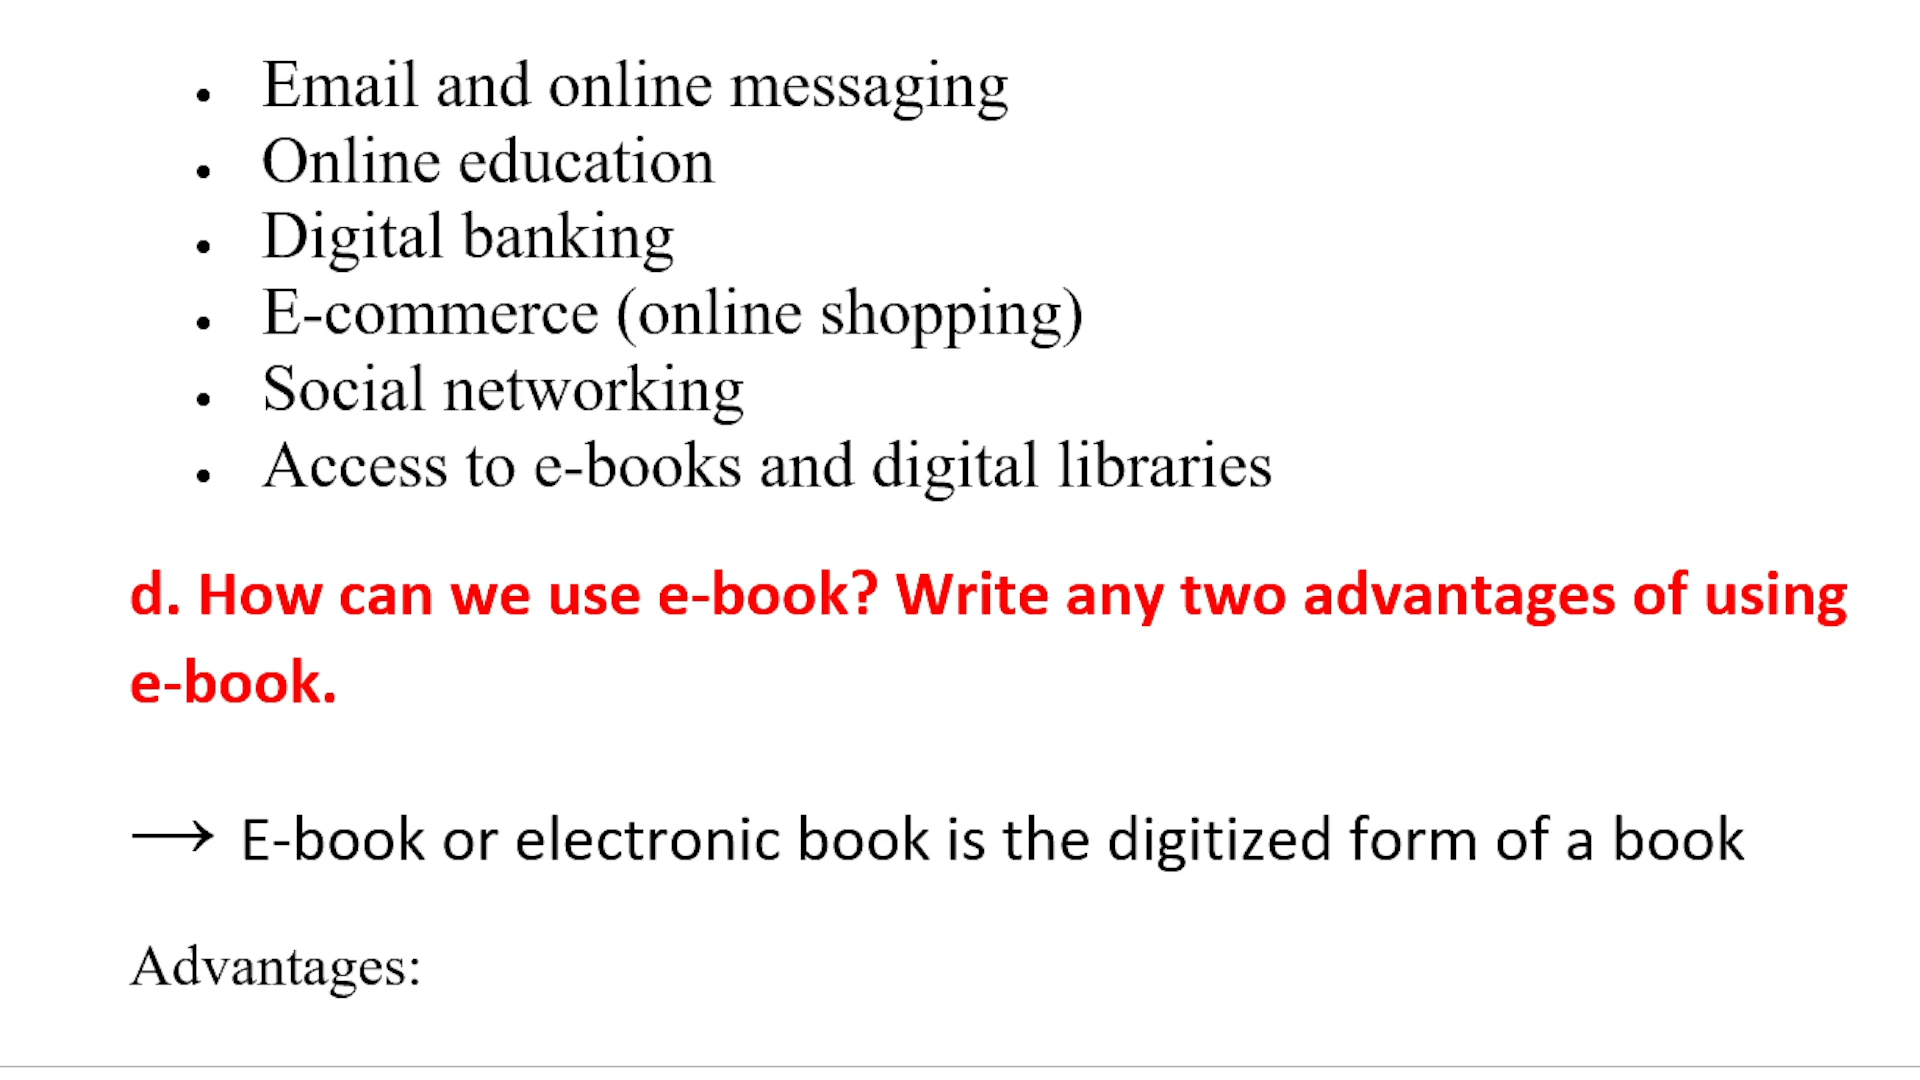 • Email and online messaging
• Online education
• Digital banking
• E-commerce (online shopping)
• Social networking
• Access to e-books and digital libraries
d. How can we use e-book? Write any two advantages of using
e-book.
→ E-book or electronic book is the digitized form of a book
Advantages: